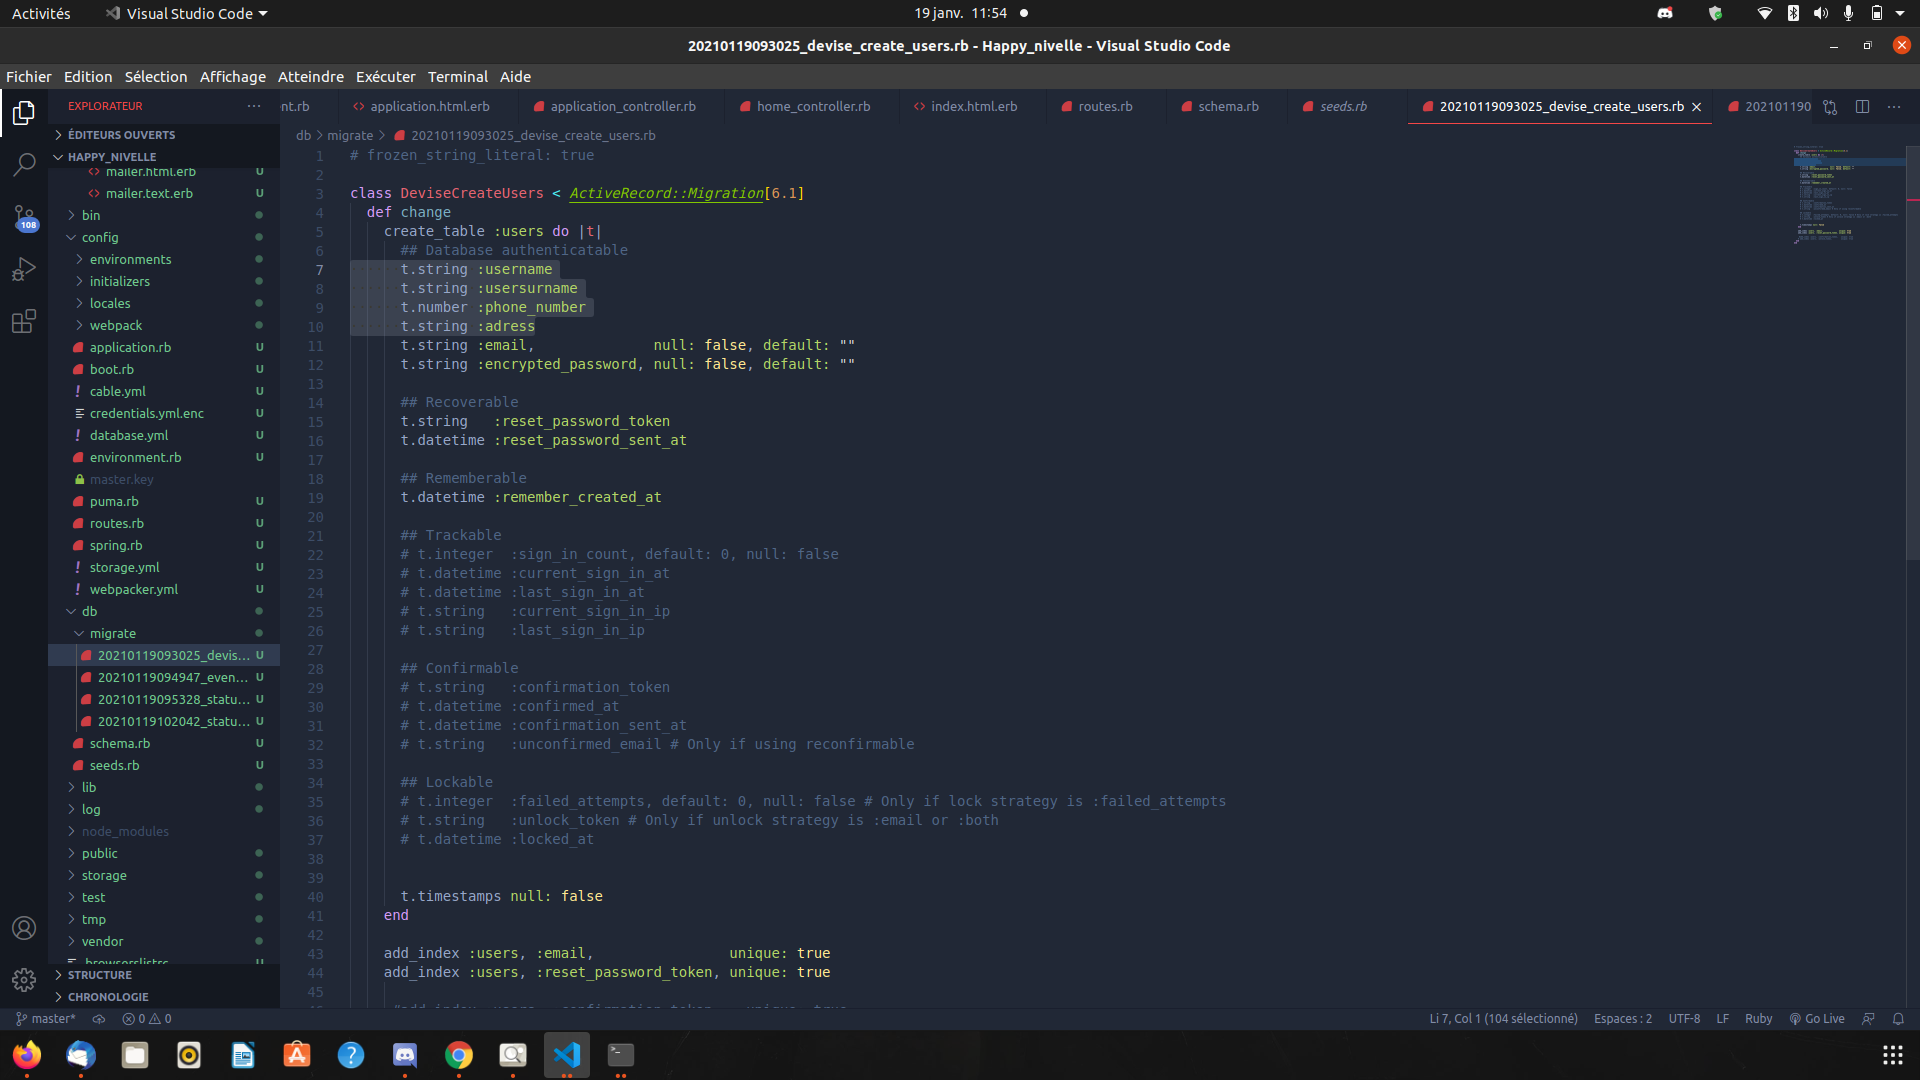 Activités
Visual Studio Code
19 janv. 11:54
20210119093025_devise_create_users.rb - Happy_nivelle - Visual Studio Code
Fichier Edition Sélection Affichage Atteindre Exécuter Terminal Aide
EXPLORATEUR
nt.rb
application.html.erb
application_controller.rb
home_controller.rb
index.html.erb
routes.rb
schema.rb
seeds.rb
20210119093025_devise_create_users.rb
202101190
db > migrate > 20210119093025_devise_create_users.rb
ÉDITEURS OUVERTS
HAPPY_NIVELLE
mailer.html.erb U
mailer.text.erb U
bin
config
environments
initializers
locales
webpack
application.rb U
boot.rb U
! cable.yml U
credentials.yml.enc U
! database.yml U
environment.rb U
master.key
puma.rb U
routes.rb U
spring.rb U
! storage.yml U
! webpacker.yml U
db
migrate
20210119093025_devis... U
20210119094947_even... U
20210119095328_statu... U
20210119102042_statu... U
schema.rb U
seeds.rb U
lib
log
node_modules
public
storage
test
tmp
vendor
.browserslistrc U
STRUCTURE
CHRONOLOGIE
108
1 # frozen_string_literal: true
2
3 class DeviseCreateUsers < ActiveRecord::Migration[6.1]
4 def change
5 create_table :users do |t|
6 ## Database authenticatable
7 t.string :username
8 t.string :usersurname
9 t.number :phone_number
10 t.string :adress
11 t.string :email, null: false, default: ""
12 t.string :encrypted_password, null: false, default: ""
13
14 ## Recoverable
15 t.string :reset_password_token
16 t.datetime :reset_password_sent_at
17
18 ## Rememberable
19 t.datetime :remember_created_at
20
21 ## Trackable
22 # t.integer :sign_in_count, default: 0, null: false
23 # t.datetime :current_sign_in_at
24 # t.datetime :last_sign_in_at
25 # t.string :current_sign_in_ip
26 # t.string :last_sign_in_ip
27
28 ## Confirmable
29 # t.string :confirmation_token
30 # t.datetime :confirmed_at
31 # t.datetime :confirmation_sent_at
32 # t.string :unconfirmed_email # Only if using reconfirmable
33
34 ## Lockable
35 # t.integer :failed_attempts, default: 0, null: false # Only if lock strategy is :failed_attempts
36 # t.string :unlock_token # Only if unlock strategy is :email or :both
37 # t.datetime :locked_at
38
39
40 t.timestamps null: false
41 end
42
43 add_index :users, :email, unique: true
44 add_index :users, :reset_password_token, unique: true
45
master* 0 0
Li 7, Col 1 (104 sélectionné) Espaces : 2 UTF-8 LF Ruby Go Live